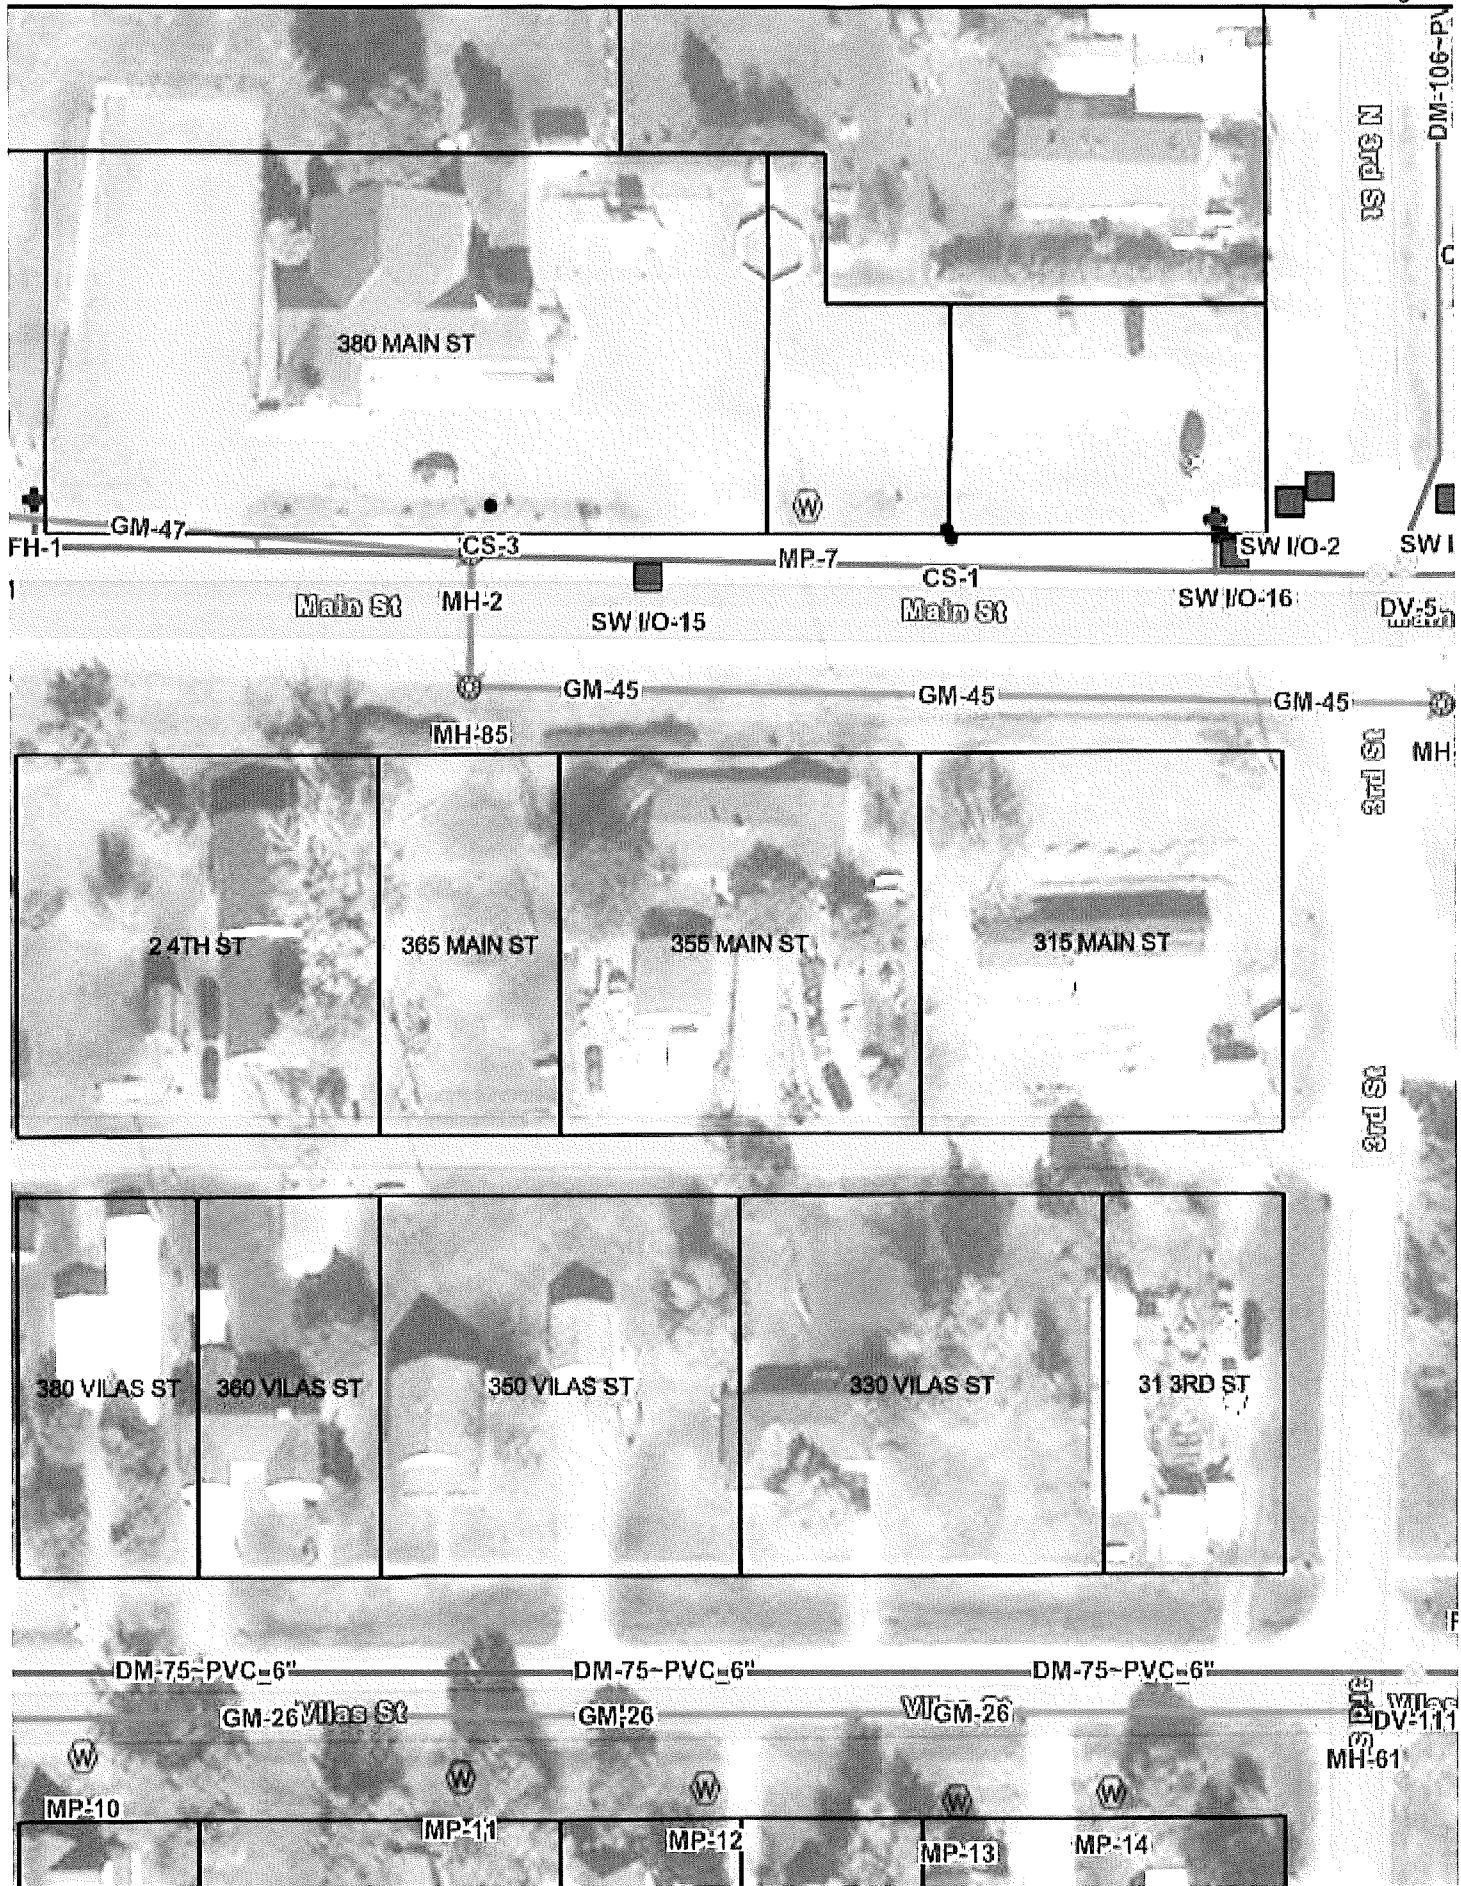 DM-106~PV
N 3rd St
380 MAIN ST
GM-47
FH-1
CS-3
MP-7
SW I/O-2
SW I
1
CS-1
Main St
MH-2
SW I/O-15
Main St
SW I/O-16
DV-5
Main
GM-45
GM-45
GM-45
MH-85
3rd St
MH-
2 4TH ST
365 MAIN ST
355 MAIN ST
315 MAIN ST
3rd St
380 VILAS ST
360 VILAS ST
350 VILAS ST
330 VILAS ST
31 3RD ST
DM-75~PVC_6"
DM-75~PVC_6"
DM-75~PVC_6"
GM-26
Vilas St
GM-26
GM-26
Vilas
DV-111
W
W
W
W
W
W
MH-61
MP-10
MP-11
MP-12
MP-13
MP-14